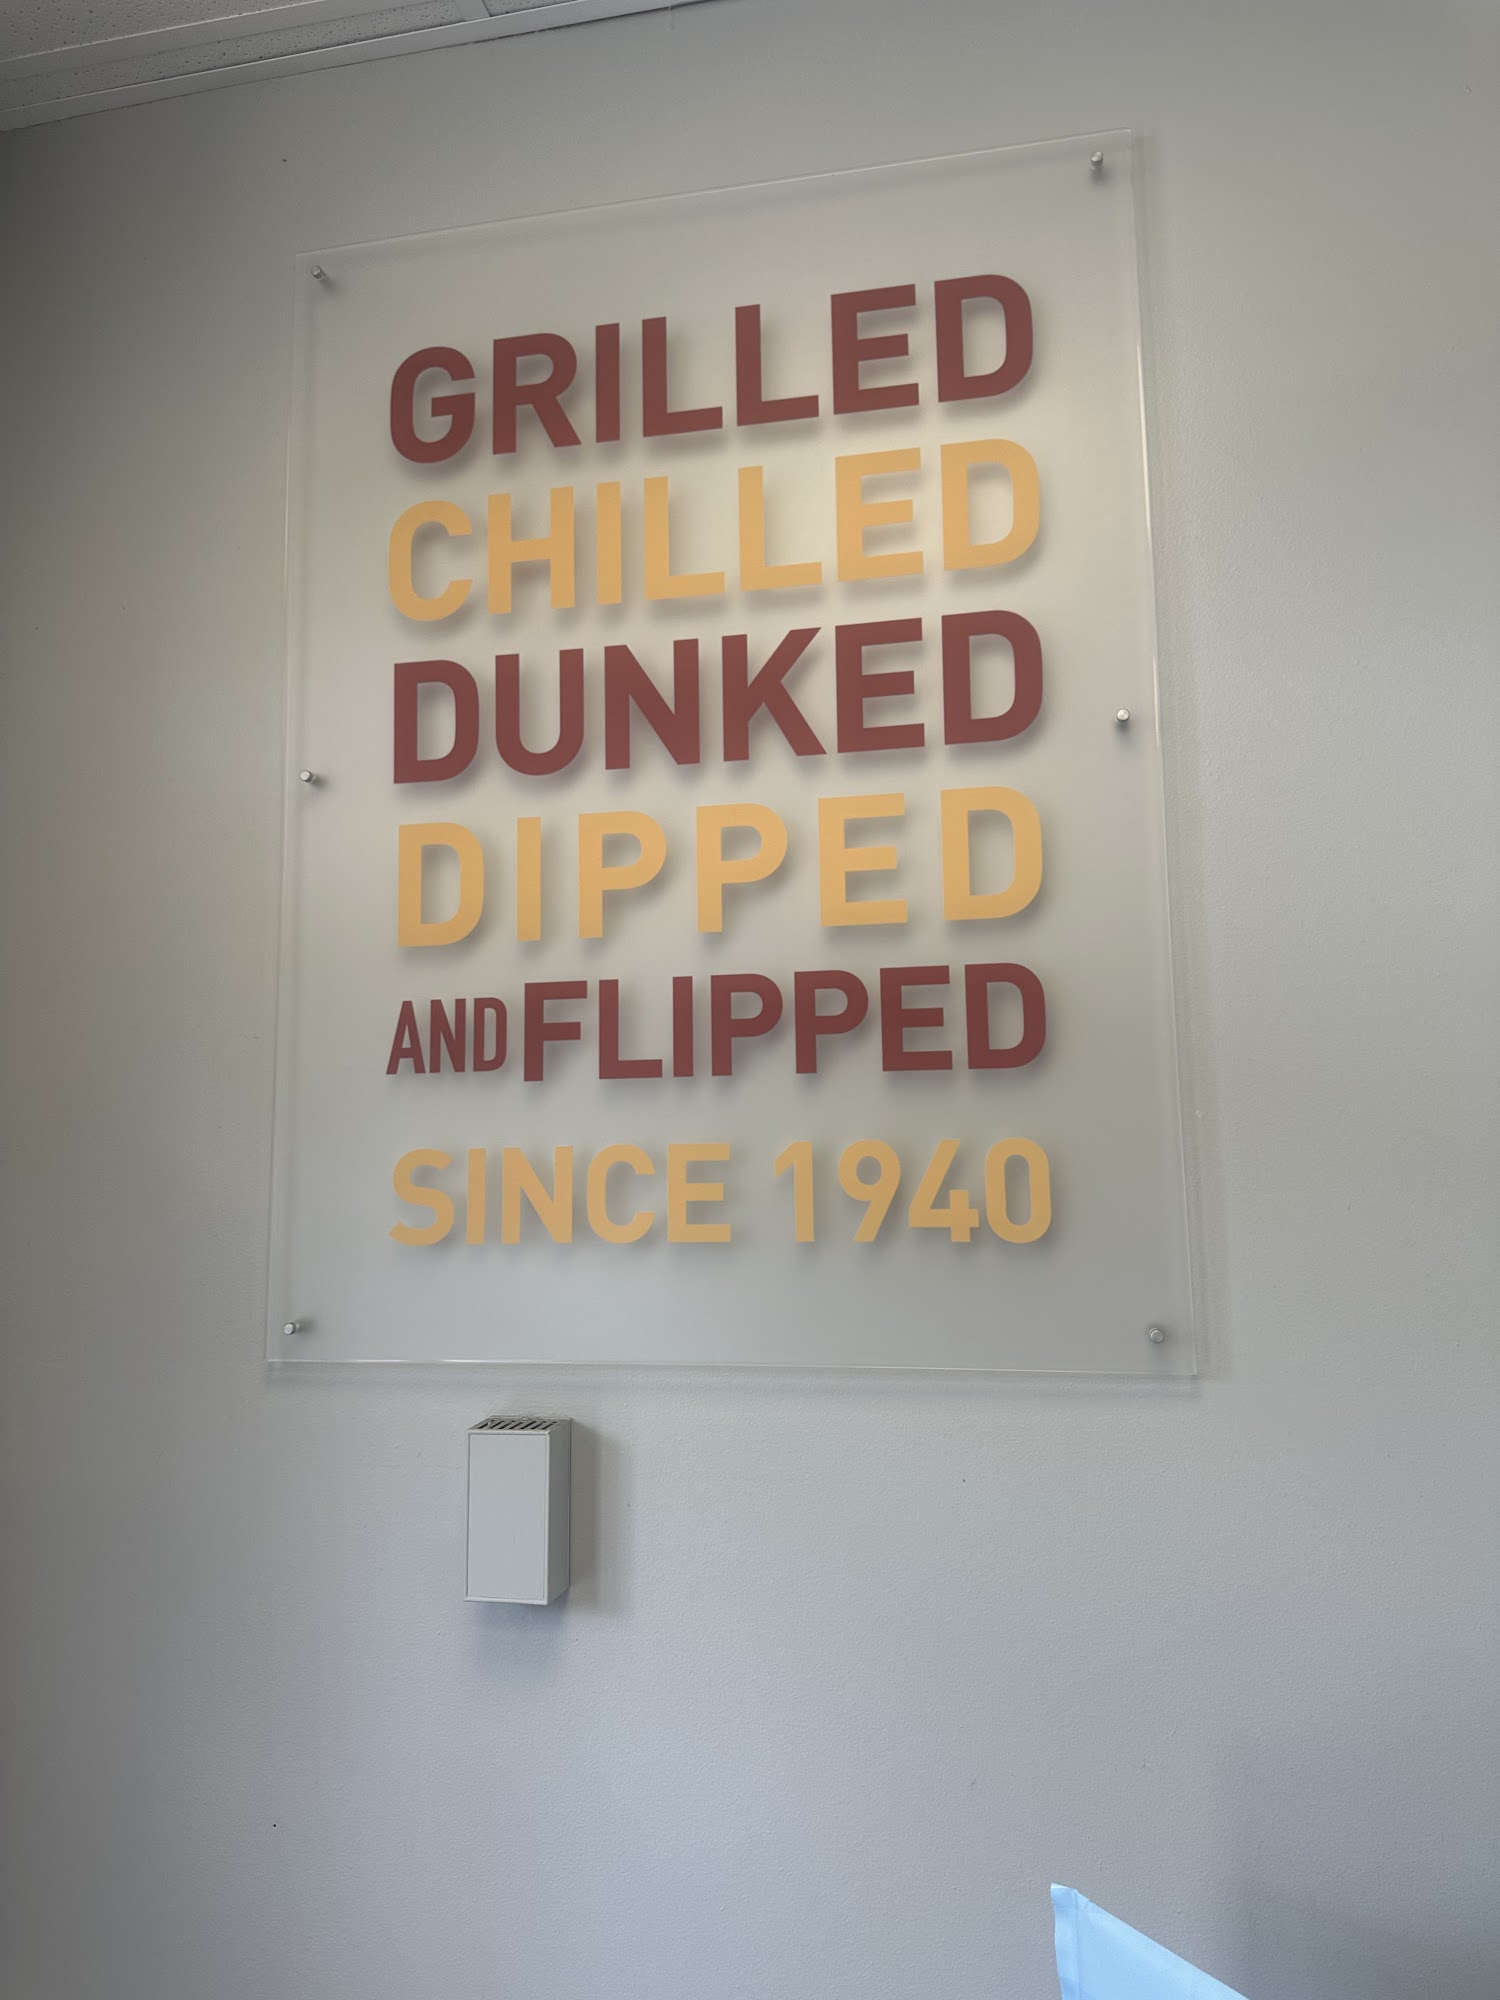 GRILLED
CHILLED
DUNKED
DIPPED
AND FLIPPED
SINCE 1940